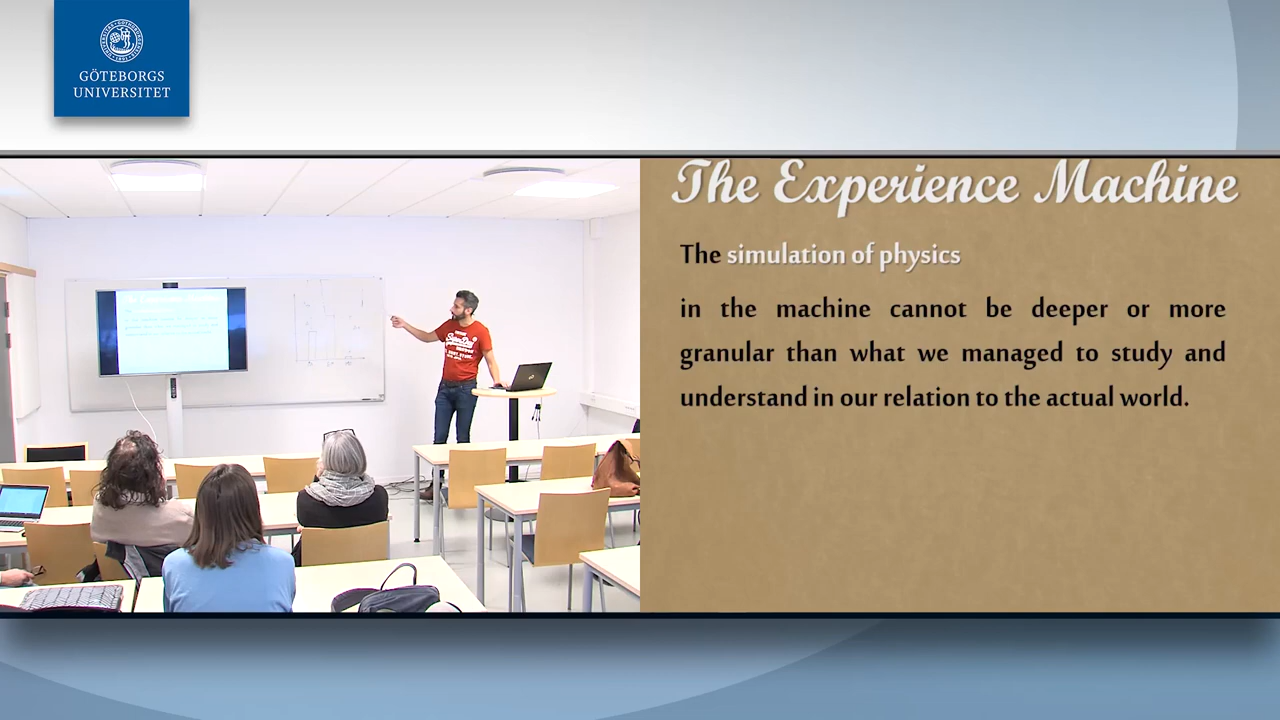 GÖTEBORGS
UNIVERSITET
The Experience Machine
The simulation of physics
in the machine cannot be deeper or more
granular than what we managed to study and
understand in our relation to the actual world.